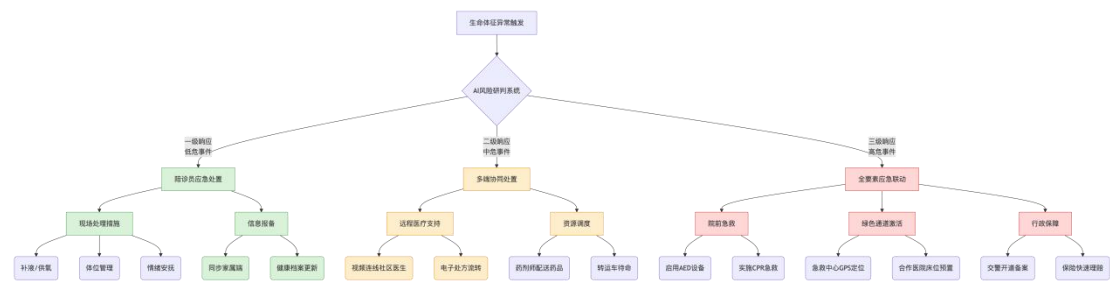 生命体征异常触发
AI风险研判系统
一级响应
低危事件
二级响应
中危事件
三级响应
高危事件
陪诊员应急处置
多端协同处置
全要素应急联动
现场处理措施
信息报备
远程医疗支持
资源调度
院前急救
绿色通道激活
行政保障
补液/供氧
体位管理
情绪安抚
同步家属端
健康档案更新
视频连线社区医生
电子处方流转
药剂师配送药品
转运车待命
启用AED设备
实施CPR急救
急救中心GPS定位
合作医院床位预置
交警开道备案
保险快速理赔